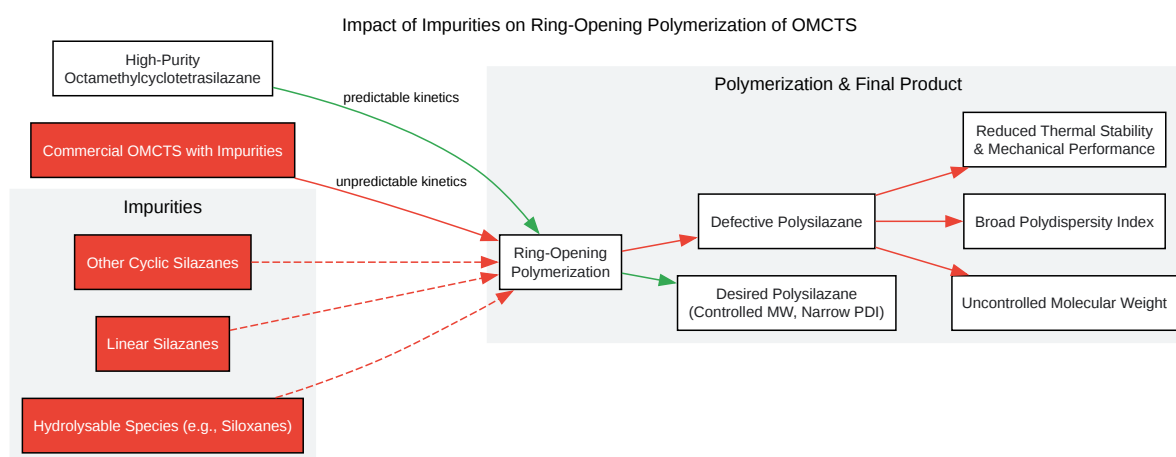 Impact of Impurities on Ring-Opening Polymerization of OMCTS
High-Purity
Octamethylcyclotetrasilazane
predictable kinetics
Commercial OMCTS with Impurities
unpredictable kinetics
Impurities
Other Cyclic Silazanes
Linear Silazanes
Hydrolysable Species (e.g., Siloxanes)
Polymerization & Final Product
Ring-Opening
Polymerization
Defective Polysilazane
Desired Polysilazane
(Controlled MW, Narrow PDI)
Reduced Thermal Stability
& Mechanical Performance
Broad Polydispersity Index
Uncontrolled Molecular Weight